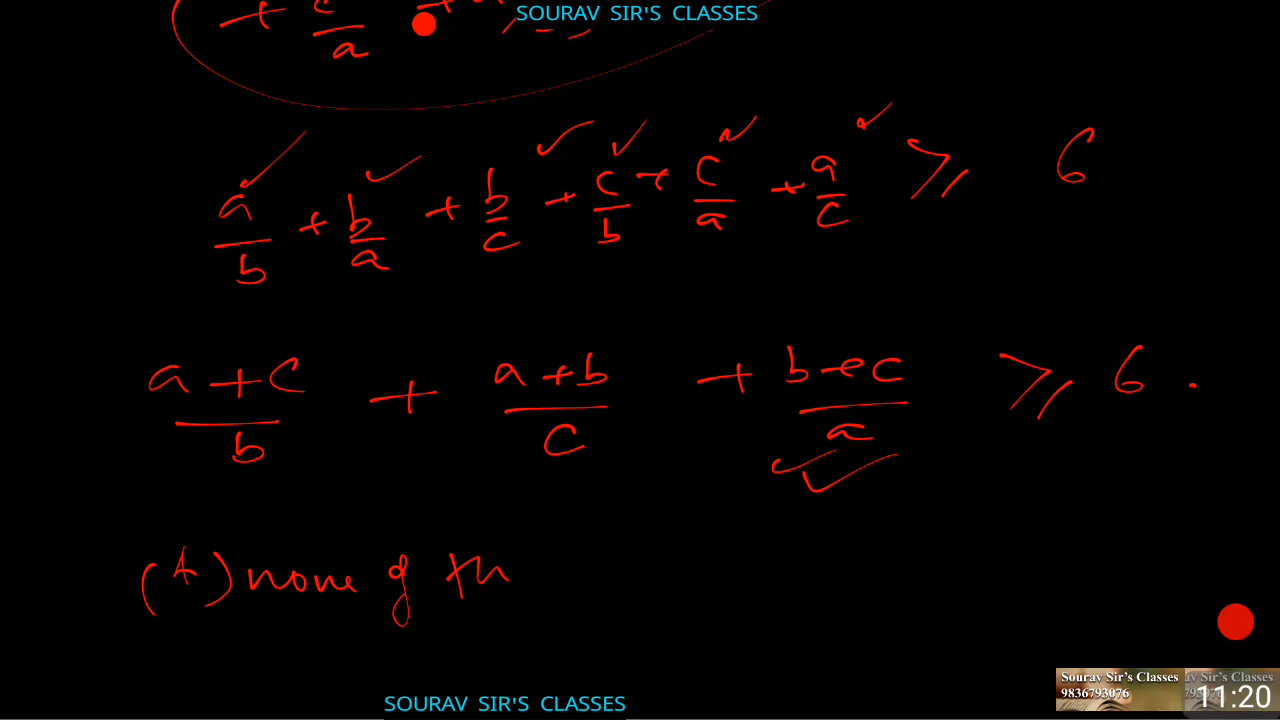 SOURAV SIR'S CLASSES
+ c/a +
a/b + b/a + b/c + c/b + c/a + a/c ≥ 6
(a+c)/b + (a+b)/c + (b+c)/a ≥ 6.
(A) none of th
Sourav Sir's Classes
9836793076
11:20
SOURAV SIR'S CLASSES